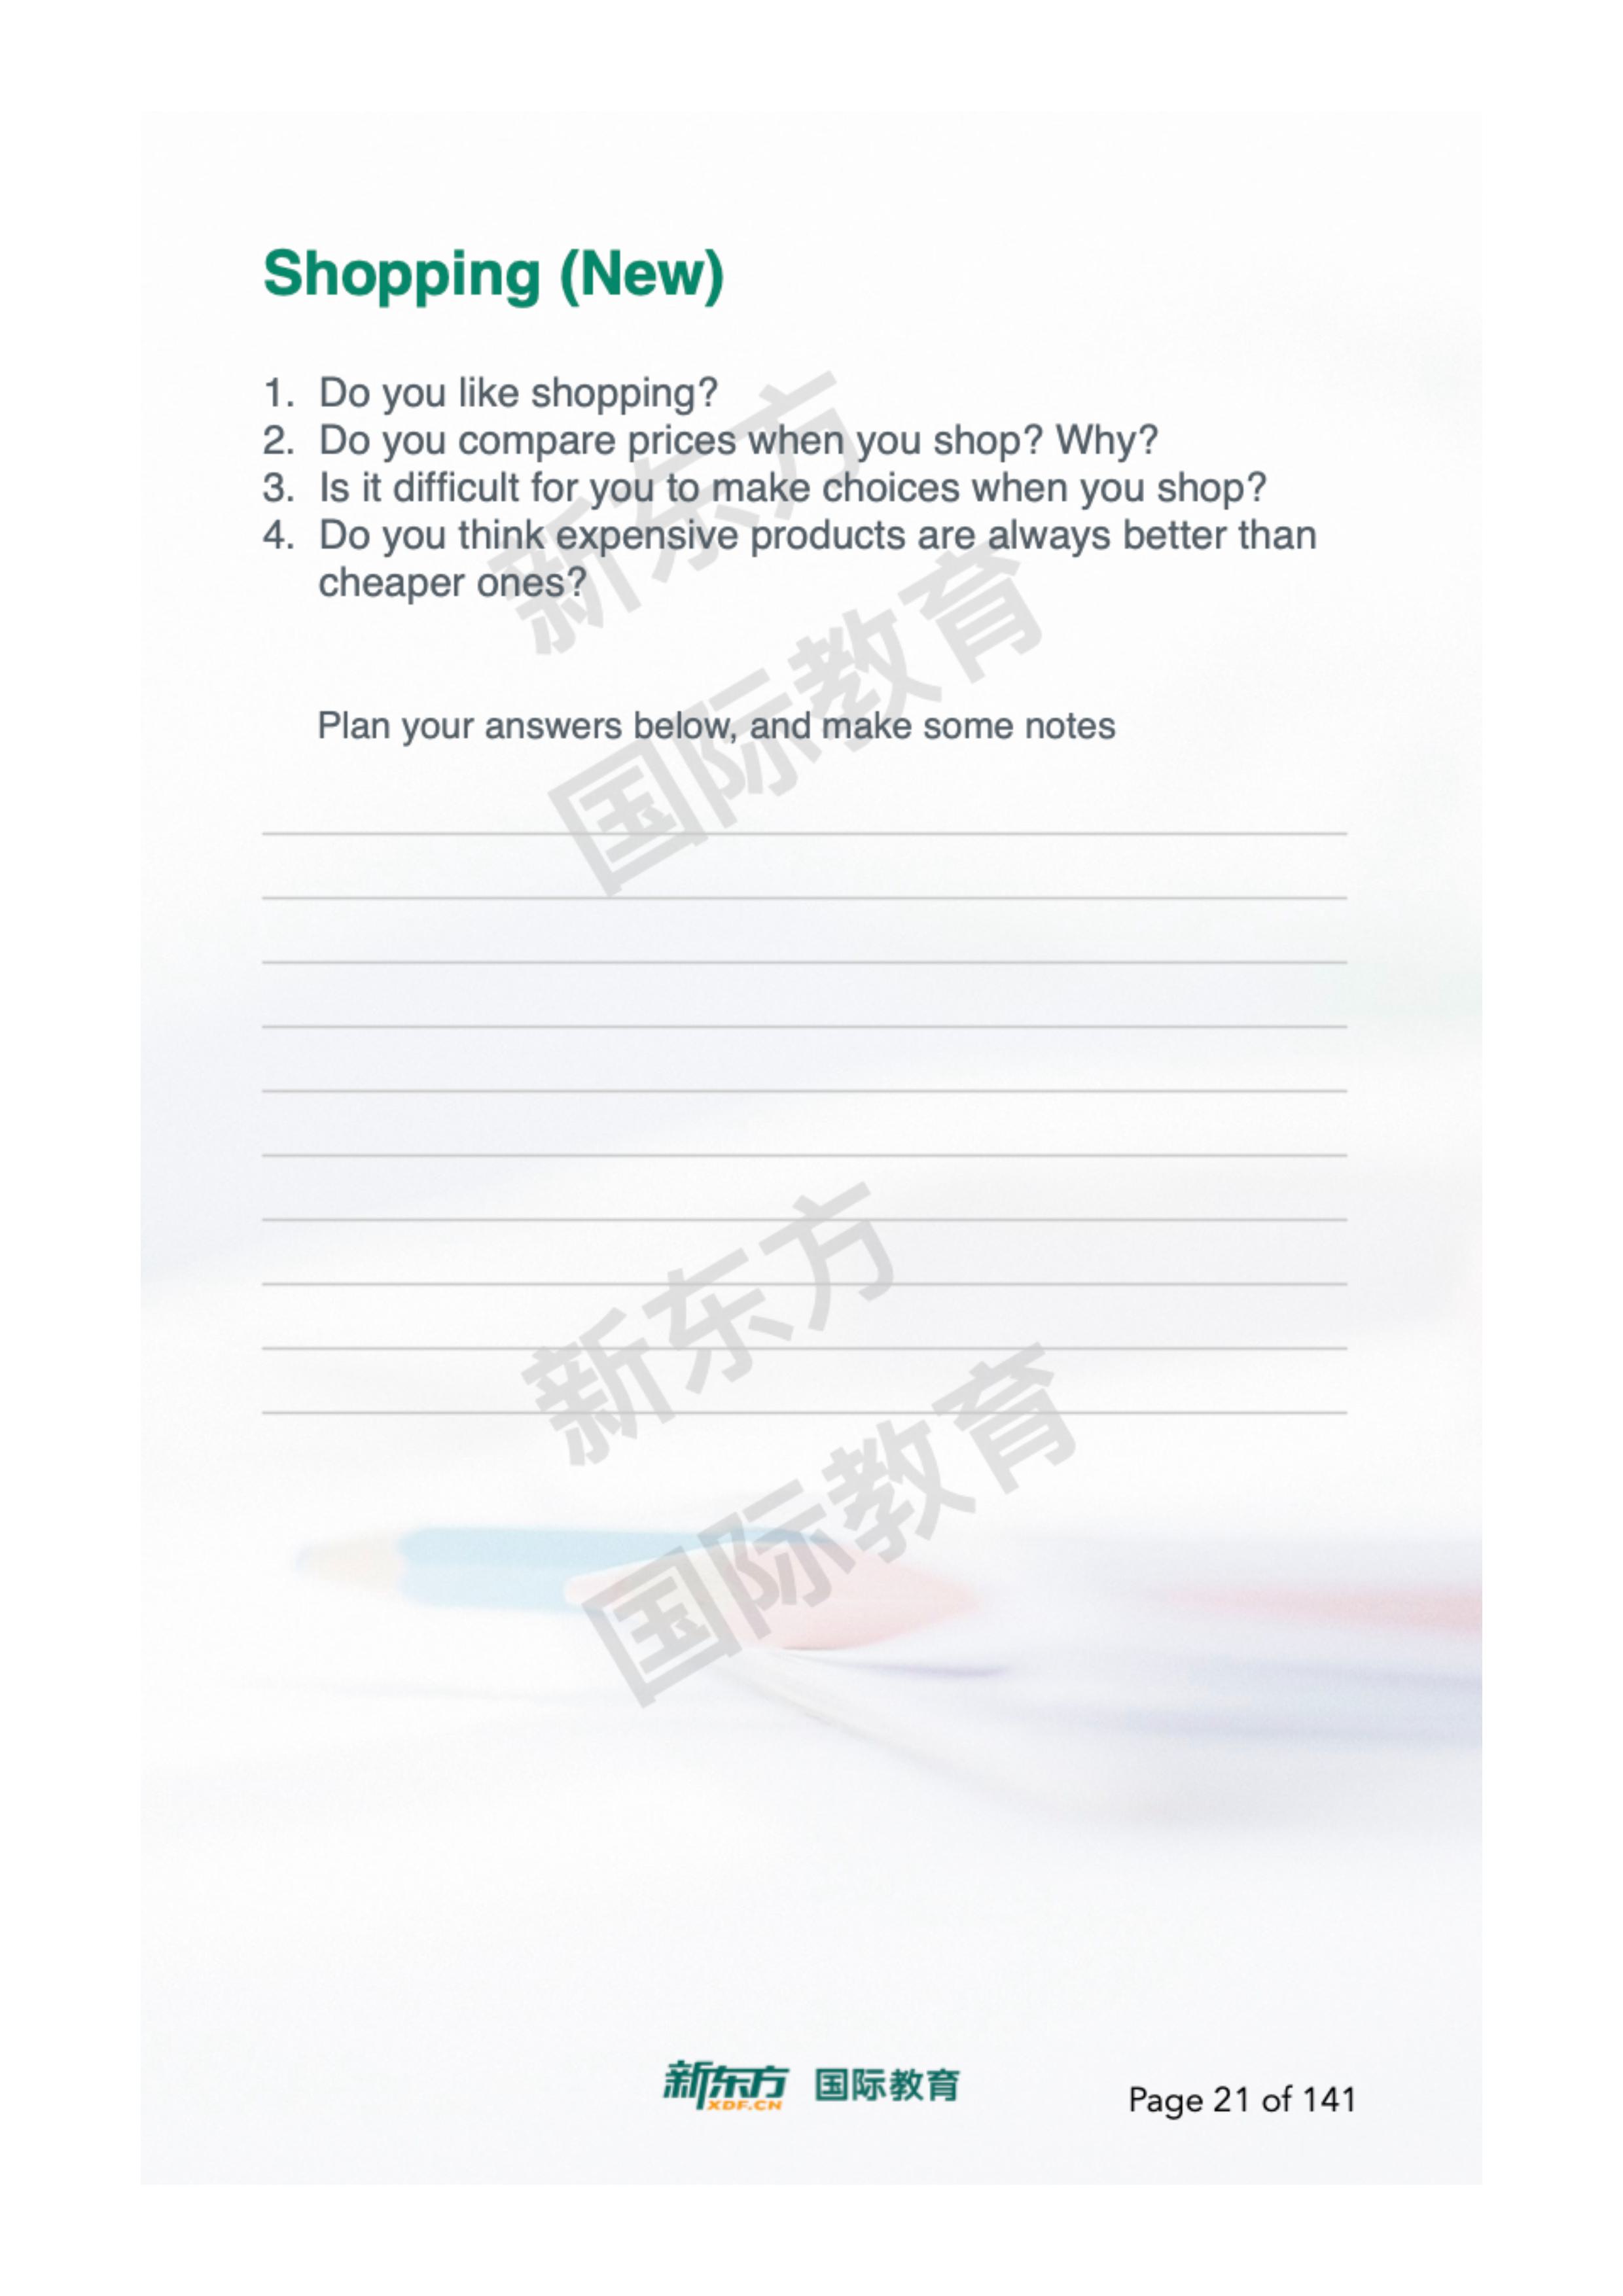 Shopping (New)
1. Do you like shopping?
2. Do you compare prices when you shop? Why?
3. Is it difficult for you to make choices when you shop?
4. Do you think expensive products are always better than
cheaper ones?
新东方
国际教育
Plan your answers below, and make some notes
新东方
国际教育
新东方 国际教育
XDF.CN
Page 21 of 141